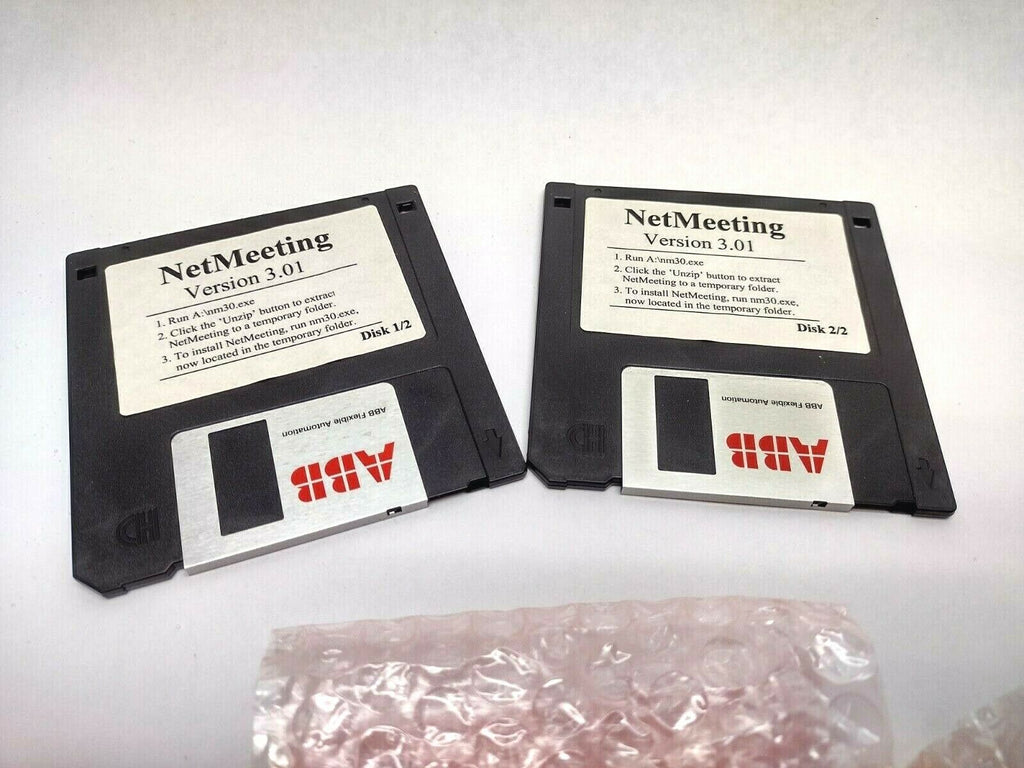 NetMeeting
Version 3.01
1. Run A:\nm30.exe
2. Click the 'Unzip' button to extract
NetMeeting to a temporary folder.
3. To install NetMeeting, run nm30.exe,
now located in the temporary folder.
Disk 1/2
ABB Flexible Automation
ABB
HD
NetMeeting
Version 3.01
1. Run A:\nm30.exe
2. Click the 'Unzip' button to extract
NetMeeting to a temporary folder.
3. To install NetMeeting, run nm30.exe,
now located in the temporary folder.
Disk 2/2
ABB Flexible Automation
ABB
HD